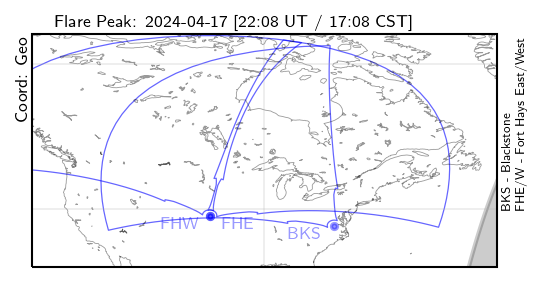 Flare Peak: 2024-04-17 [22:08 UT / 17:08 CST]
Coord: Geo
FHW
FHE
BKS
BKS - Blackstone
FHE/W - Fort Hays East/West